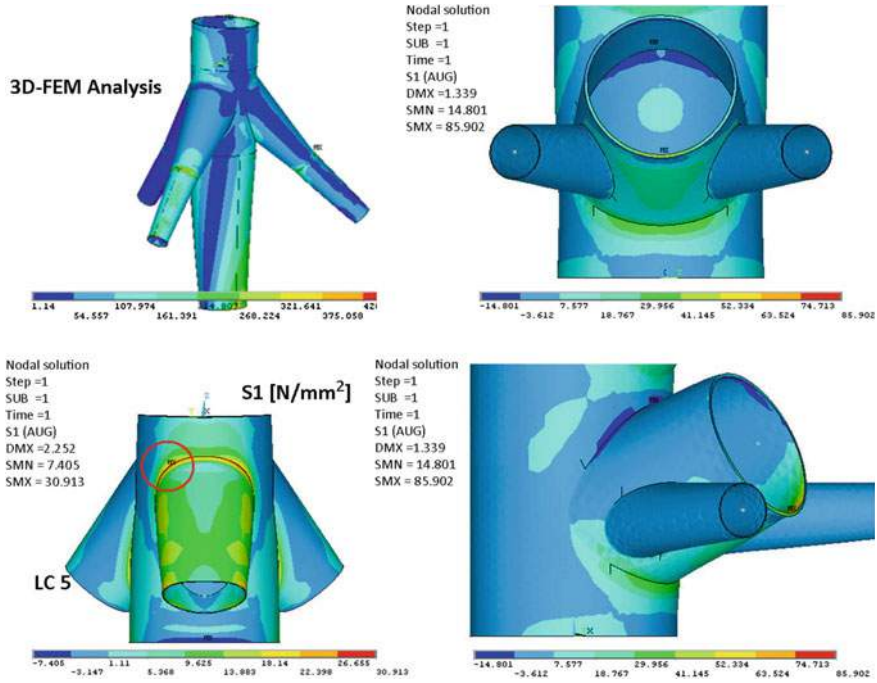 3D-FEM Analysis
1.14 107.974 321.641 428
54.557 161.391 268.224 375.058
Nodal solution
Step =1
SUB =1
Time =1
S1 (AUG)
DMX =1.339
SMN = 14.801
SMX = 85.902
-14.801 7.577 29.956 52.334 74.713
-3.612 18.767 41.145 63.524 85.902
Nodal solution
Step =1
SUB =1
Time =1
S1 (AUG)
DMX =2.252
SMN = 7.405
SMX = 30.913
S1 [N/mm²]
LC 5
-7.405 1.11 9.625 18.14 26.655
-3.147 5.368 13.883 22.398 30.913
Nodal solution
Step =1
SUB =1
Time =1
S1 (AUG)
DMX =1.339
SMN = 14.801
SMX = 85.902
-14.801 7.577 29.956 52.334 74.713
-3.612 18.767 41.145 63.524 85.902